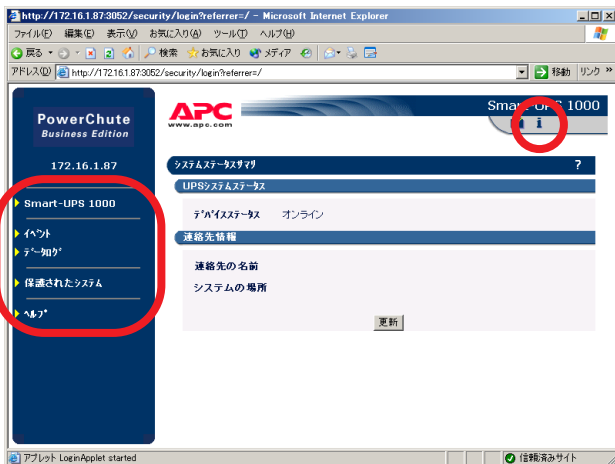 http://172.16.1.87:3052/security/login?referrer=/ - Microsoft Internet Explorer
ファイル(F) 編集(E) 表示(V) お気に入り(A) ツール(T) ヘルプ(H)
戻る 検索 お気に入り メディア
アドレス(D) http://172.16.1.87:3052/security/login?referrer=/ 移動 リンク »
PowerChute
Business Edition
APC
www.apc.com
Smart-UPS 1000
i
172.16.1.87
ｼｽﾃﾑｽﾃｰﾀｽｻﾏﾘ ?
UPSｼｽﾃﾑｽﾃｰﾀｽ
Smart-UPS 1000
ﾃﾞﾊﾞｲｽｽﾃｰﾀｽ オンライン
ｲﾍﾞﾝﾄ
連絡先情報
ﾃﾞｰﾀﾛｸﾞ
連絡先の名前
保護されたｼｽﾃﾑ
システムの場所
ﾍﾙﾌﾟ
更新
アプレット LoginApplet started 信頼済みサイト